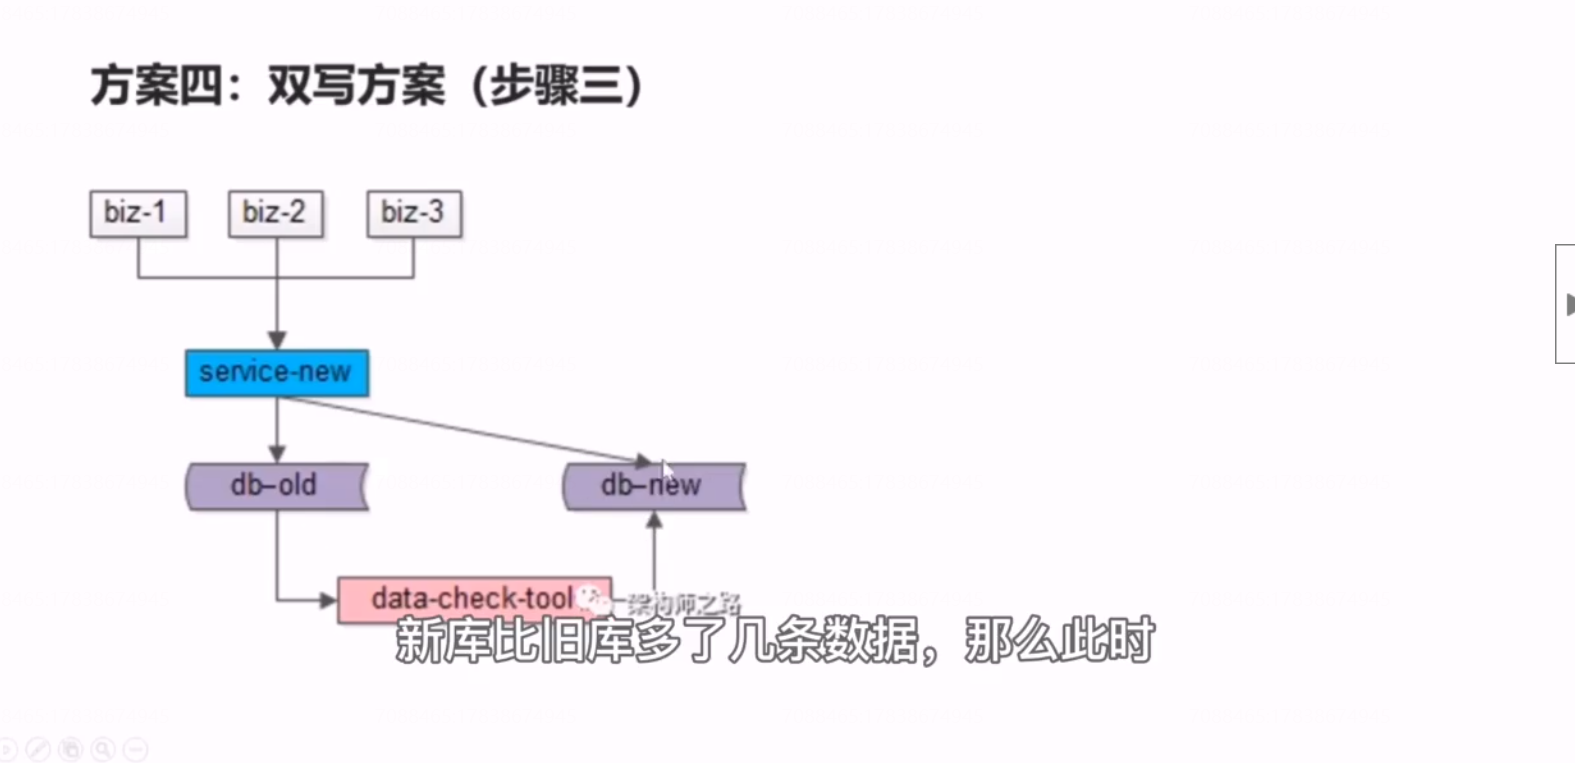 方案四：双写方案（步骤三）
biz-1 biz-2 biz-3
service-new
db-old db-new
data-check-tool
架构师之路
新库比旧库多了几条数据，那么此时